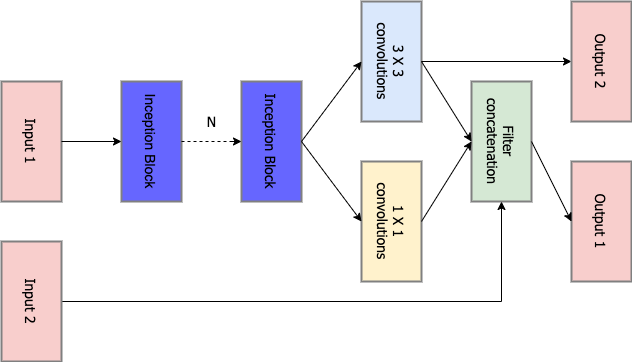 Input 1
Inception Block
N
Inception Block
3 X 3
convolutions
1 X 1
convolutions
Filter
concatenation
Output 2
Output 1
Input 2